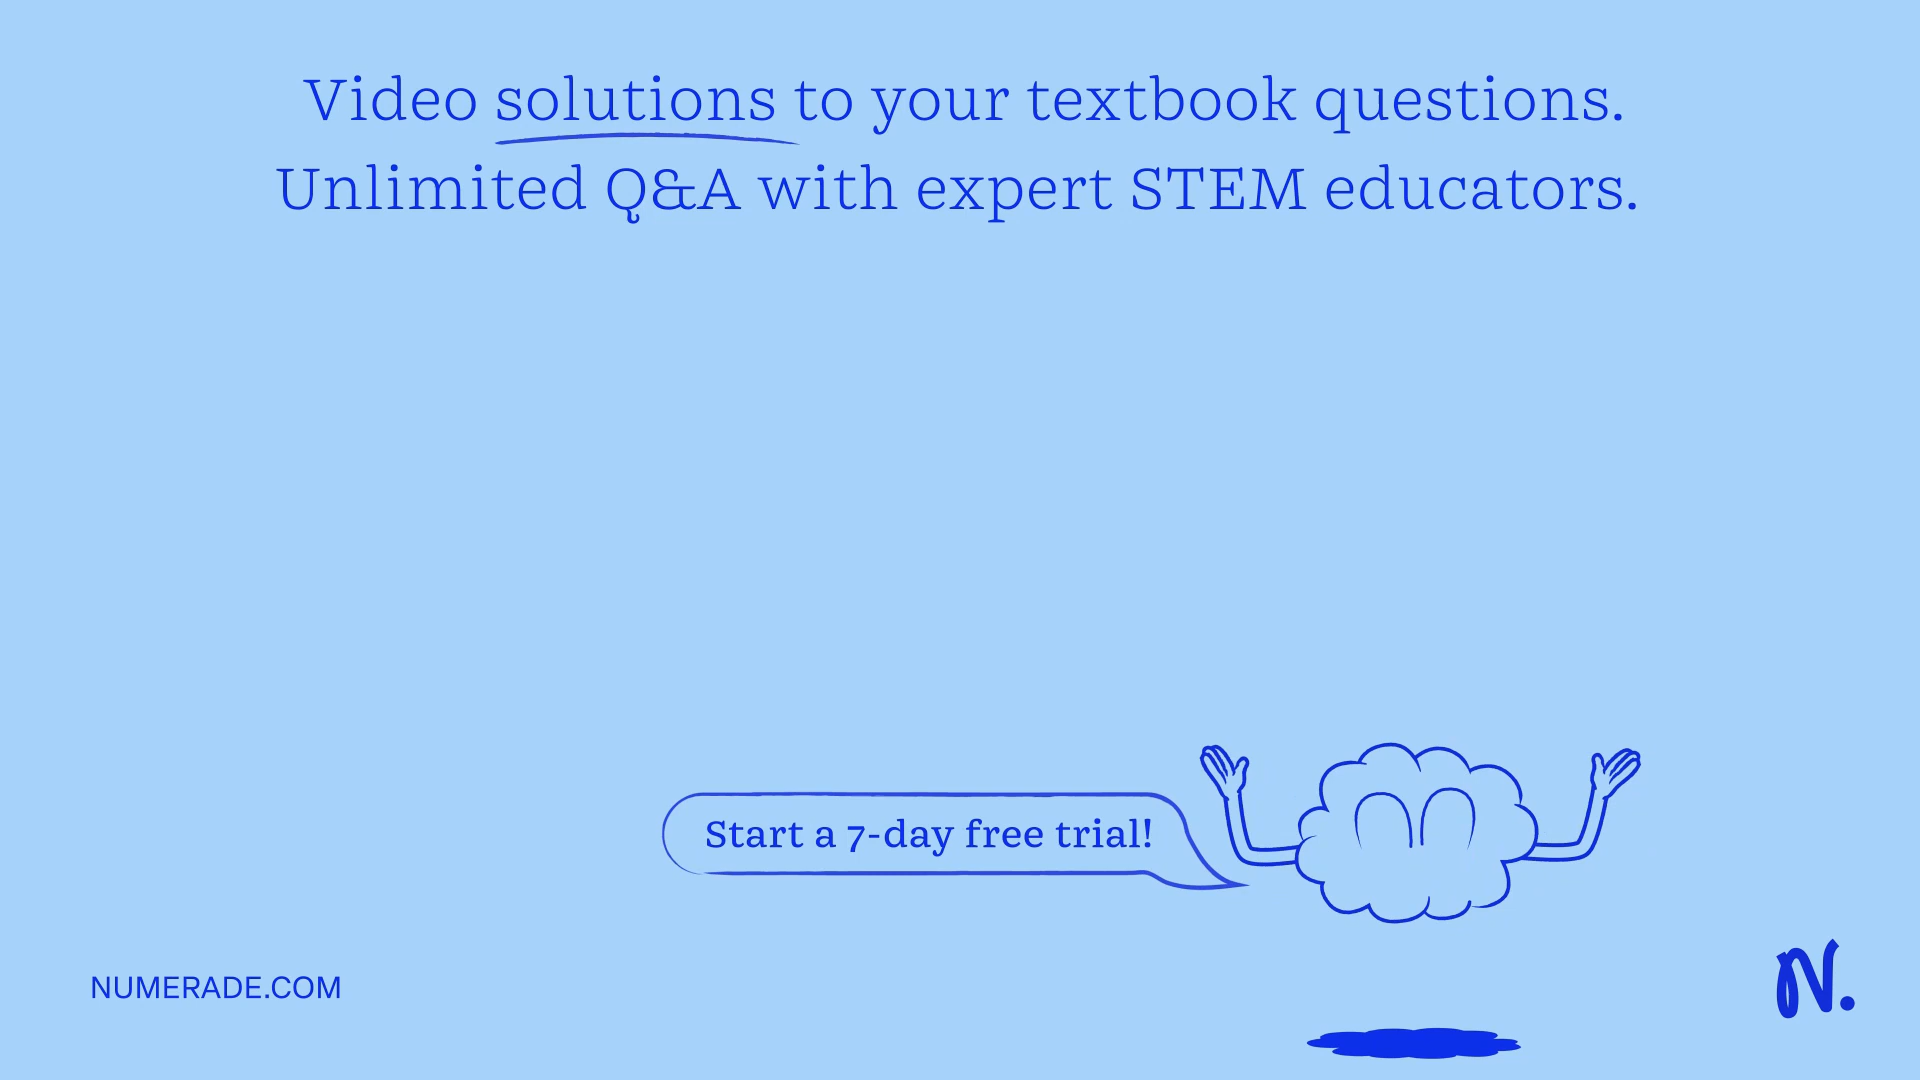 Video solutions to your textbook questions.
Unlimited Q&A with expert STEM educators.
Start a 7-day free trial!
NUMERADE.COM
N.